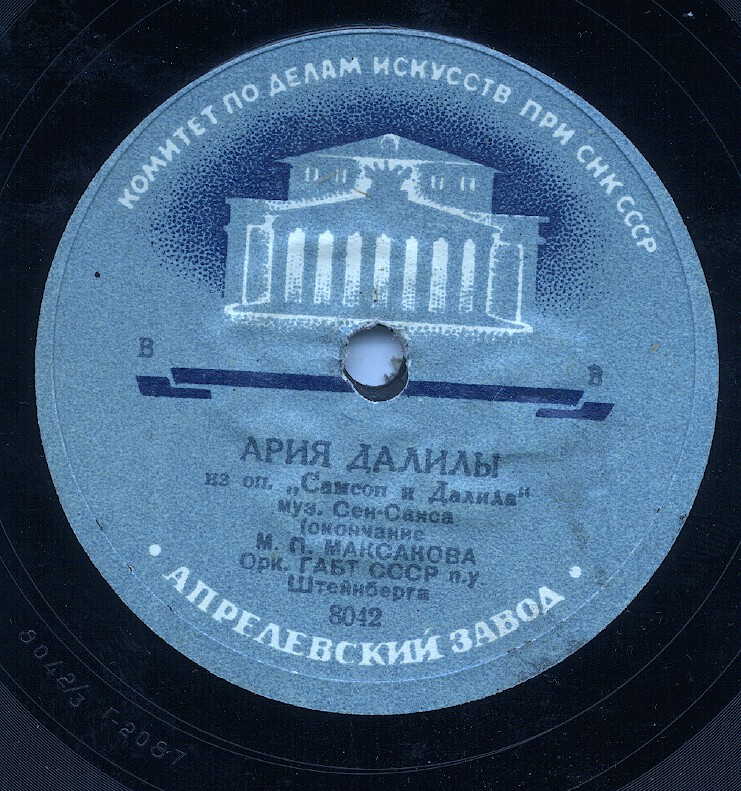 КОМИТЕТ ПО ДЕЛАМ ИСКУССТВ ПРИ СНК СССР
В В
АРИЯ ДАЛИЛЫ
из оп. „Самсон и Далила“
муз. Сен-Санса
(окончание
М. П. МАКСАКОВА
Орк. ГАБТ СССР п.у.
Штейнберга
8042
• АПРЕЛЕВСКИЙ ЗАВОД •
8042/3 Г-2087